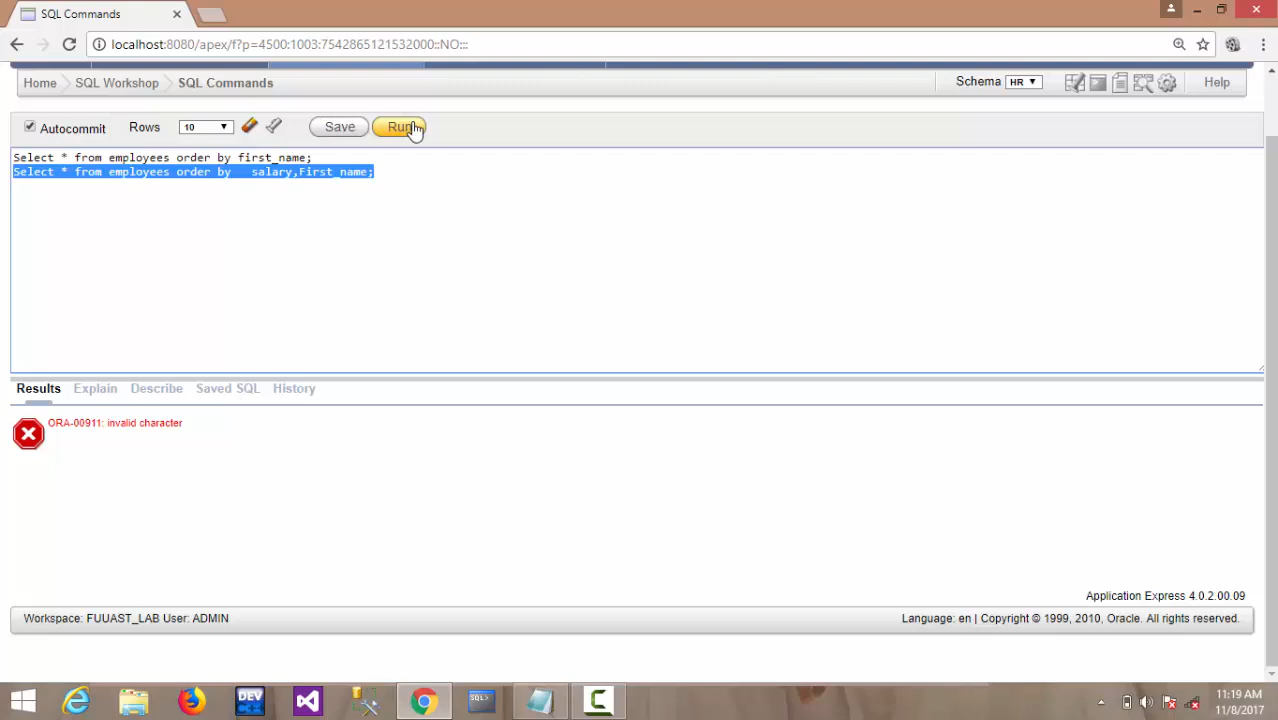 SQL Commands
localhost:8080/apex/f?p=4500:1003:7542865121532000::NO:::
Home SQL Workshop SQL Commands Schema HR Help
Autocommit Rows 10 Save Run
Select * from employees order by first_name;
Select * from employees order by   salary,First_name;
Results Explain Describe Saved SQL History
ORA-00911: invalid character
Application Express 4.0.2.00.09
Workspace: FUUAST_LAB User: ADMIN Language: en | Copyright © 1999, 2010, Oracle. All rights reserved.
DEV
SQL>
11:19 AM
11/8/2017